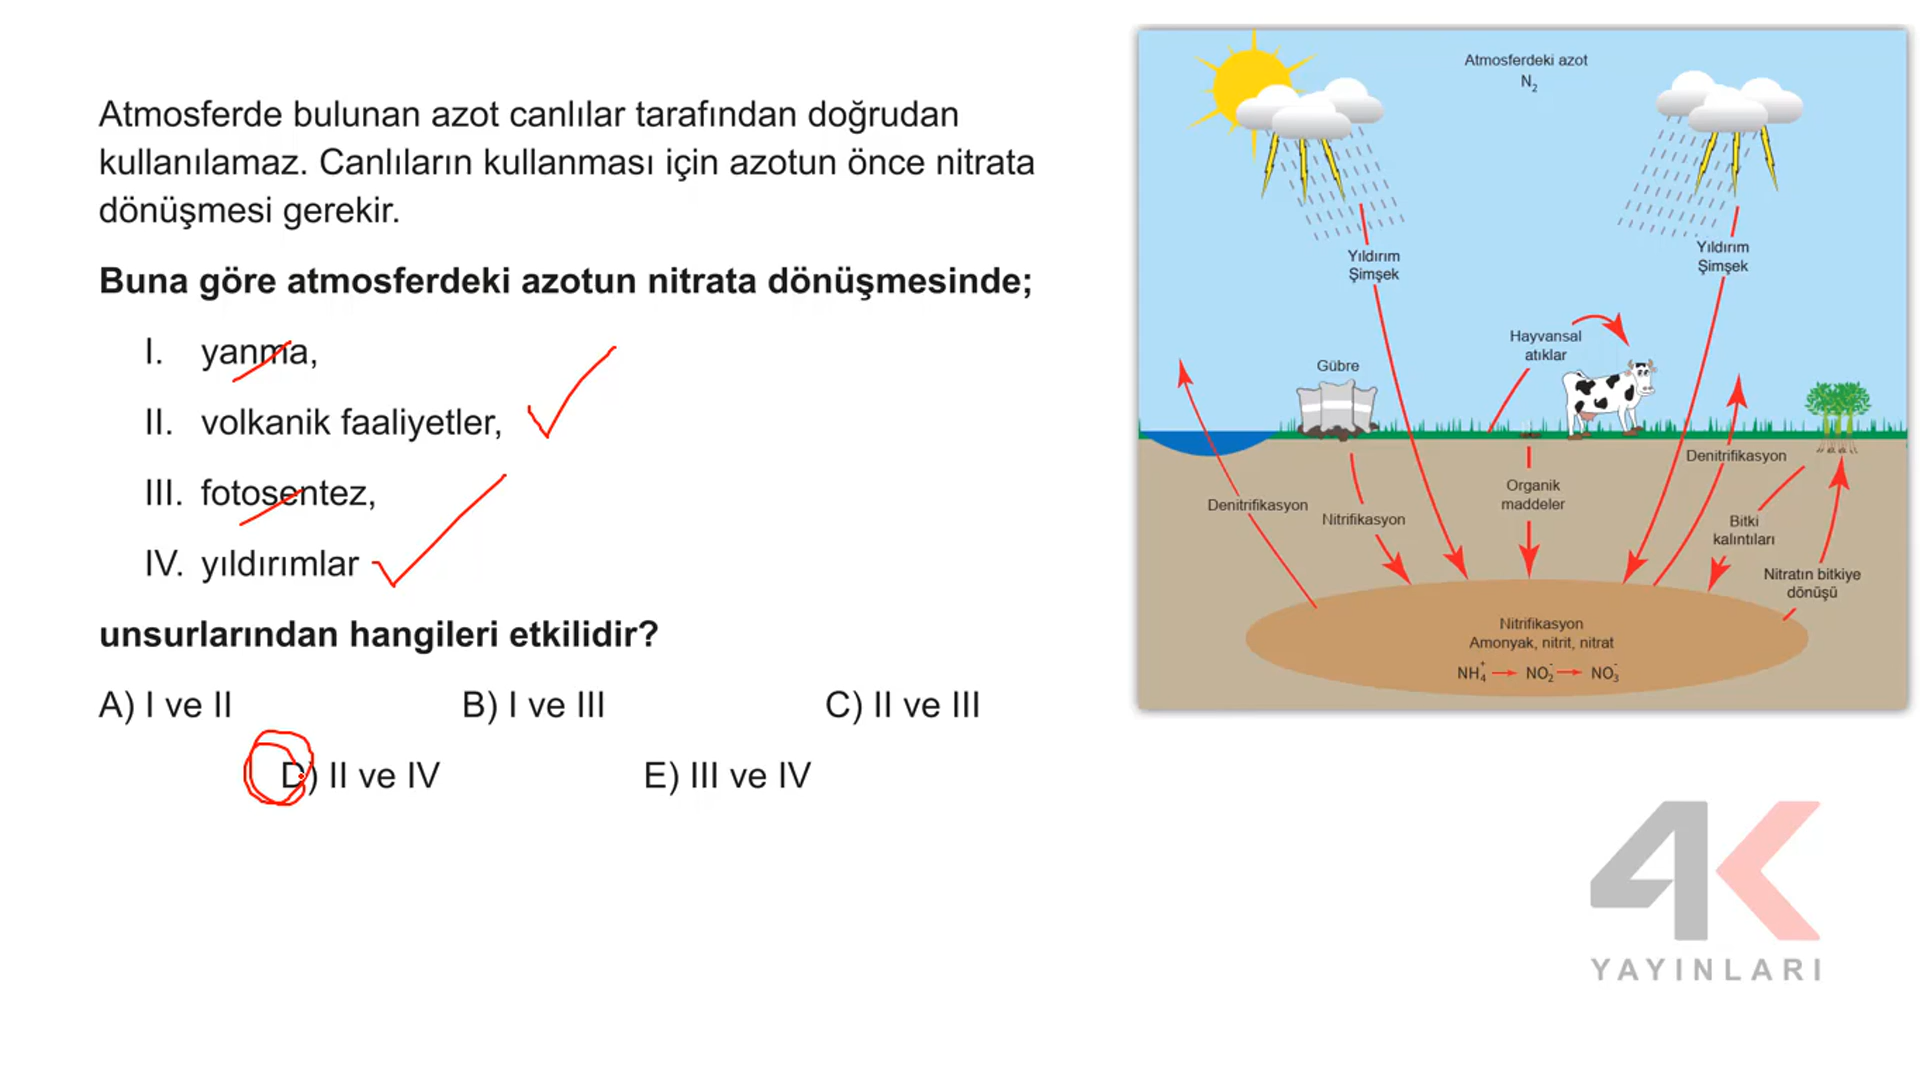 Atmosferde bulunan azot canlılar tarafından doğrudan
kullanılamaz. Canlıların kullanması için azotun önce nitrata
dönüşmesi gerekir.
Buna göre atmosferdeki azotun nitrata dönüşmesinde;
I. yanma,
II. volkanik faaliyetler,
III. fotosentez,
IV. yıldırımlar
unsurlarından hangileri etkilidir?
A) I ve II B) I ve III C) II ve III
D) II ve IV E) III ve IV
Atmosferdeki azot
N₂
Yıldırım
Şimşek
Yıldırım
Şimşek
Hayvansal
atıklar
Gübre
Denitrifikasyon
Denitrifikasyon
Nitrifikasyon
Organik
maddeler
Bitki
kalıntıları
Nitratın bitkiye
dönüşü
Nitrifikasyon
Amonyak, nitrit, nitrat
NH₄⁺ → NO₂⁻ → NO₃⁻
4K
YAYINLARI